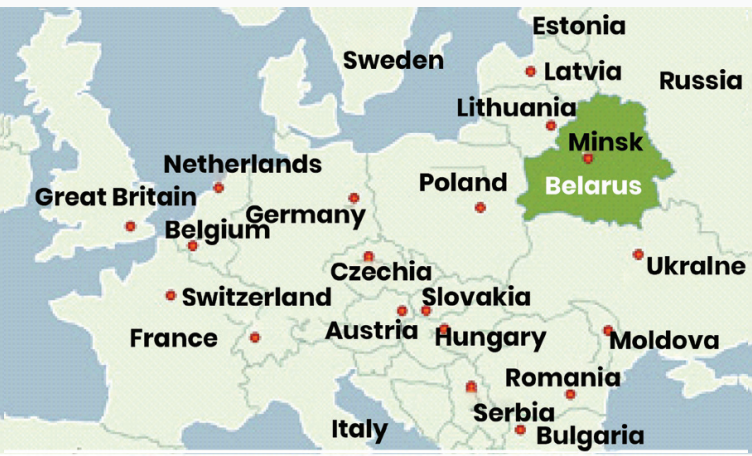 Estonia
Sweden
Latvia
Russia
Lithuania
Minsk
Netherlands
Poland
Belarus
Great Britain
Germany
Belgium
Ukralne
Czechia
Switzerland
Slovakia
Austria
France
Hungary
Moldova
Romania
Serbia
Italy
Bulgaria